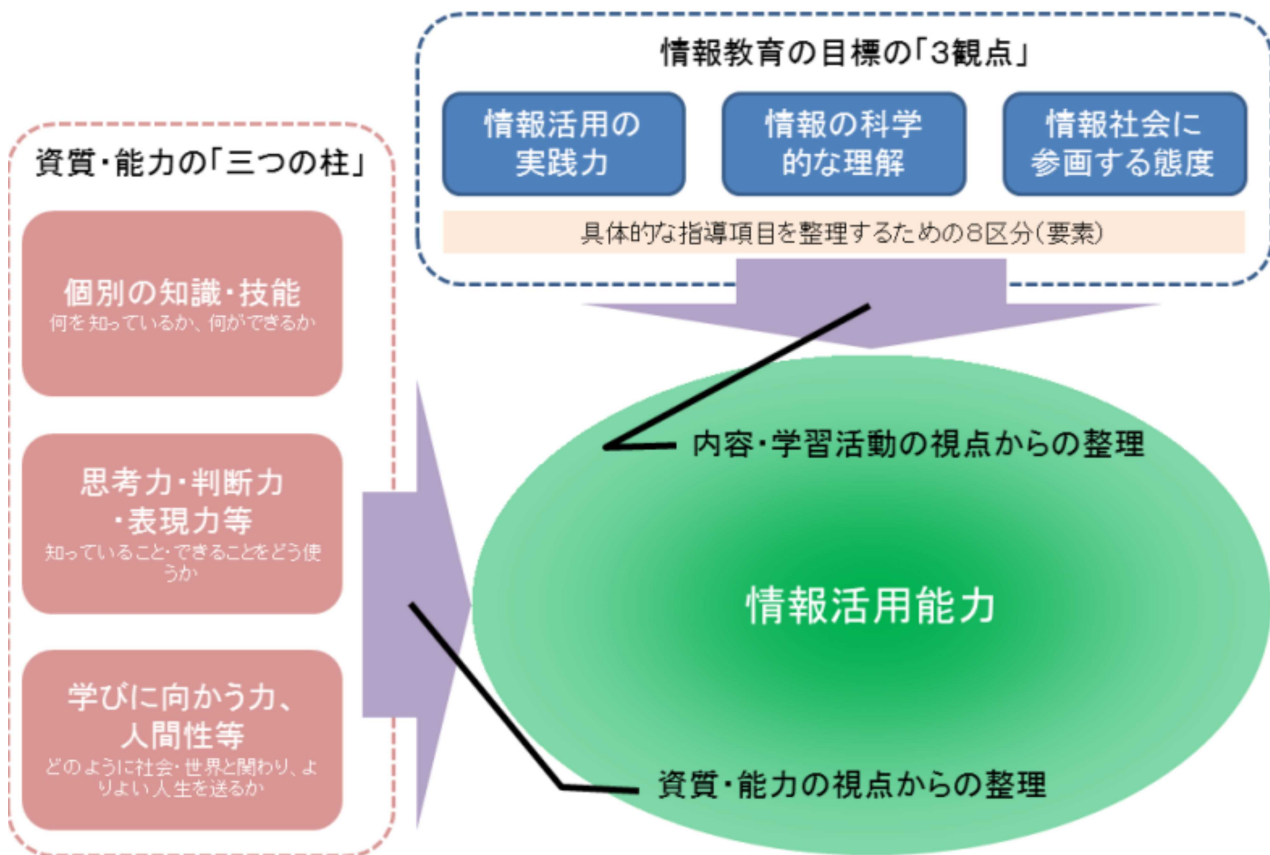 情報教育の目標の「3観点」
情報活用の
実践力
情報の科学
的な理解
情報社会に
参画する態度
具体的な指導項目を整理するための8区分(要素)
資質・能力の「三つの柱」
個別の知識・技能
何を知っているか、何ができるか
思考力・判断力
・表現力等
知っていること・できることをどう使
うか
学びに向かう力、
人間性等
どのように社会・世界と関わり、よ
りよい人生を送るか
内容・学習活動の視点からの整理
情報活用能力
資質・能力の視点からの整理